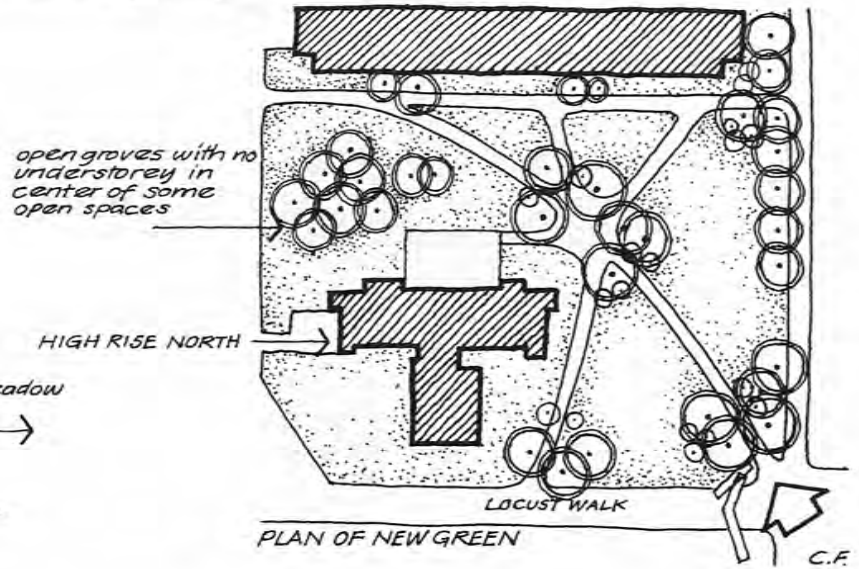 open groves with no
understorey in
center of some
open spaces
HIGH RISE NORTH
LOCUST WALK
PLAN OF NEW GREEN
C.F.